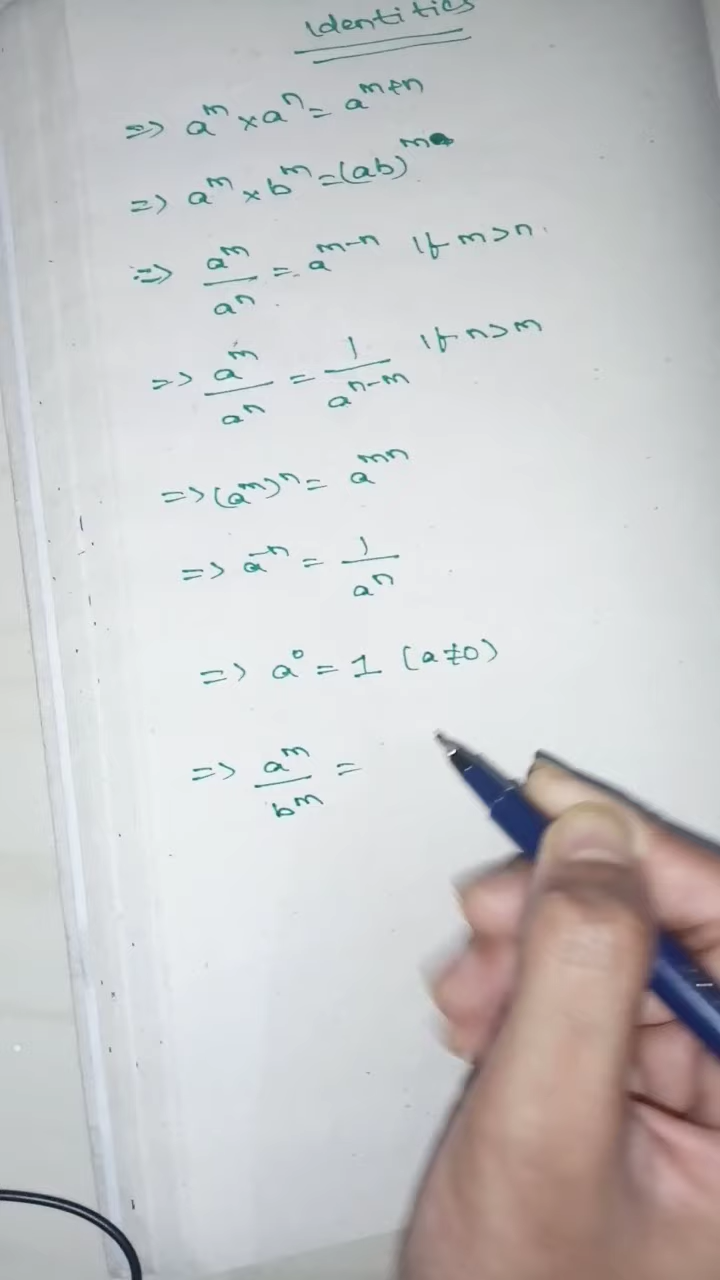 Identities
=> a^m × a^n = a^m+n
=> a^m × b^m = (ab)^m
=> a^m/a^n = a^m-n If m>n
=> a^m/a^n = 1/a^n-m If n>m
=> (a^m)^n = a^mn
=> a^-n = 1/a^n
=> a^0 = 1 (a≠0)
=> a^m/b^m =